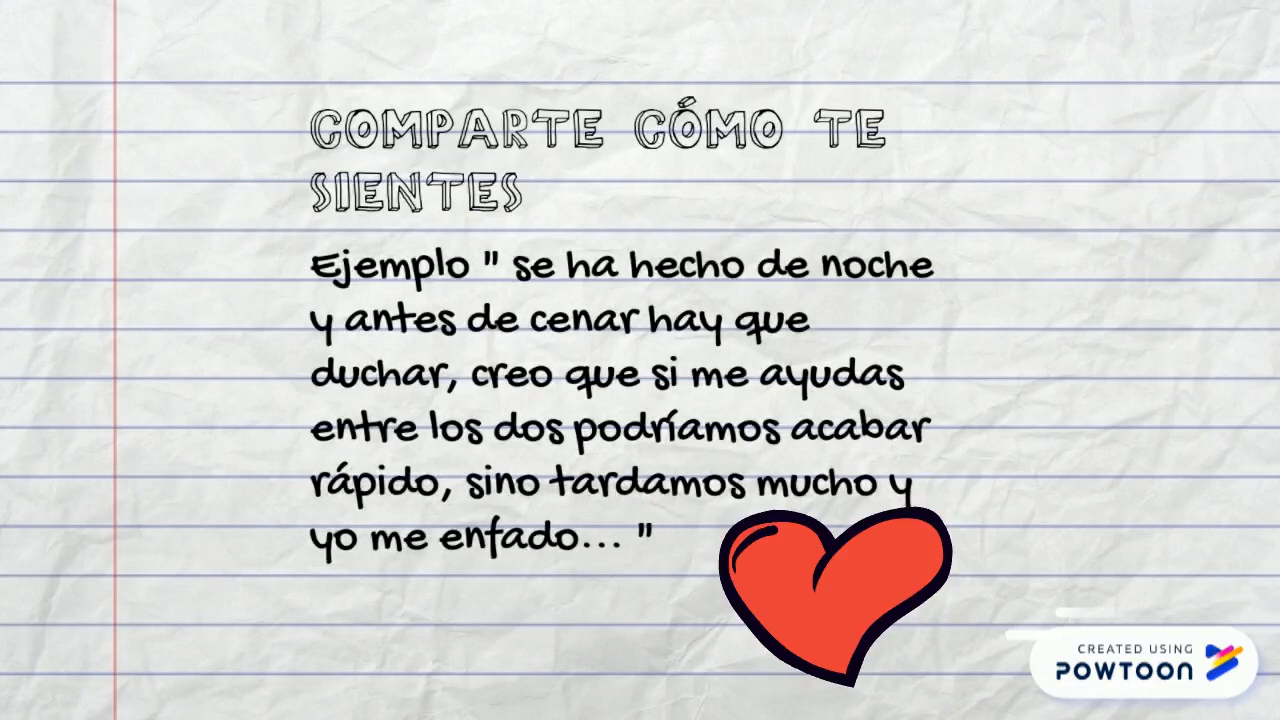 COMPARTE CÓMO TE
SIENTES
Ejemplo " se ha hecho de noche
y antes de cenar hay que
duchar, creo que si me ayudas
entre los dos podríamos acabar
rápido, sino tardamos mucho y
yo me enfado... "
CREATED USING
POWTOON